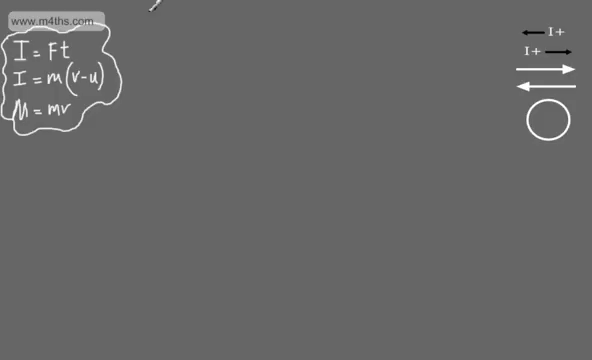 www.m4ths.com
I = Ft
I = m(v-u)
M = mv
I+
I+